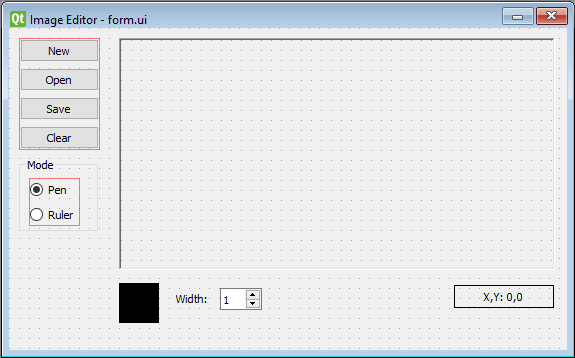 Qt Image Editor - form.ui
New
Open
Save
Clear
Mode
Pen
Ruler
Width: 1
X,Y: 0,0